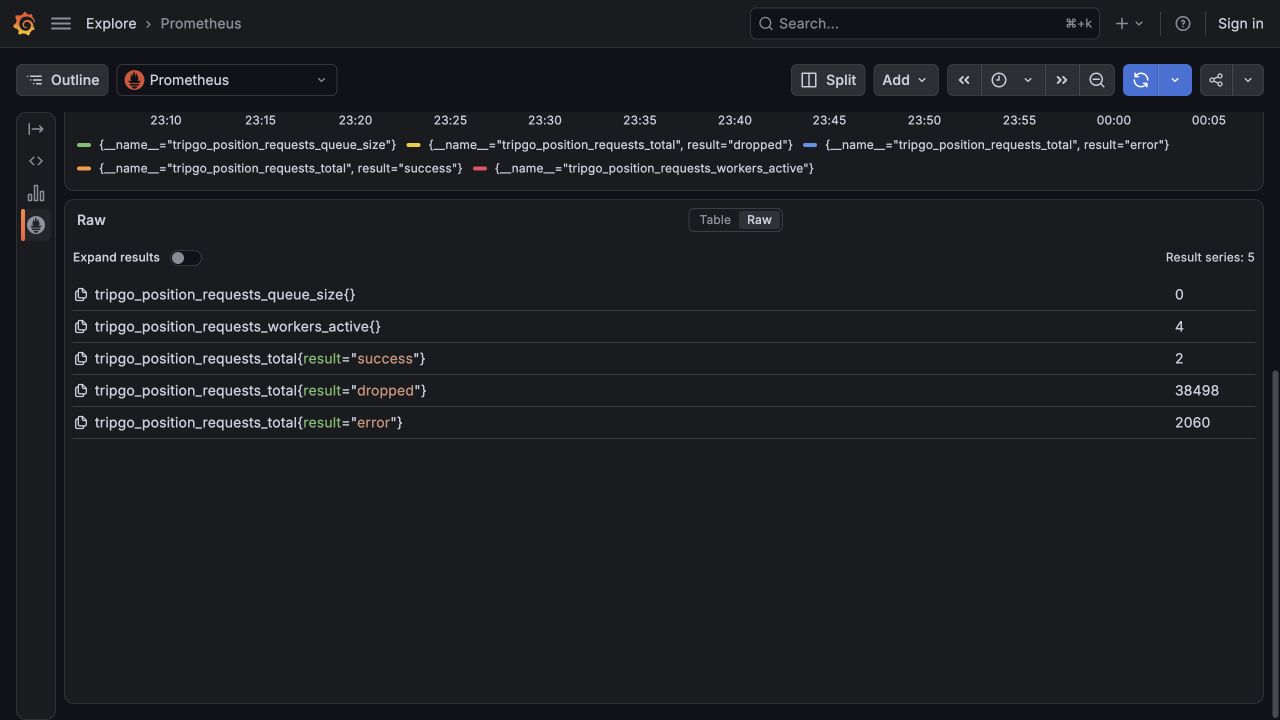 Explore › Prometheus Search... ⌘+k Sign in
Outline Prometheus Split Add
23:10 23:15 23:20 23:25 23:30 23:35 23:40 23:45 23:50 23:55 00:00 00:05
{__name__="tripgo_position_requests_queue_size"} {__name__="tripgo_position_requests_total", result="dropped"} {__name__="tripgo_position_requests_total", result="error"}
{__name__="tripgo_position_requests_total", result="success"} {__name__="tripgo_position_requests_workers_active"}
Raw Table Raw
Expand results Result series: 5
tripgo_position_requests_queue_size{} 0
tripgo_position_requests_workers_active{} 4
tripgo_position_requests_total{result="success"} 2
tripgo_position_requests_total{result="dropped"} 38498
tripgo_position_requests_total{result="error"} 2060